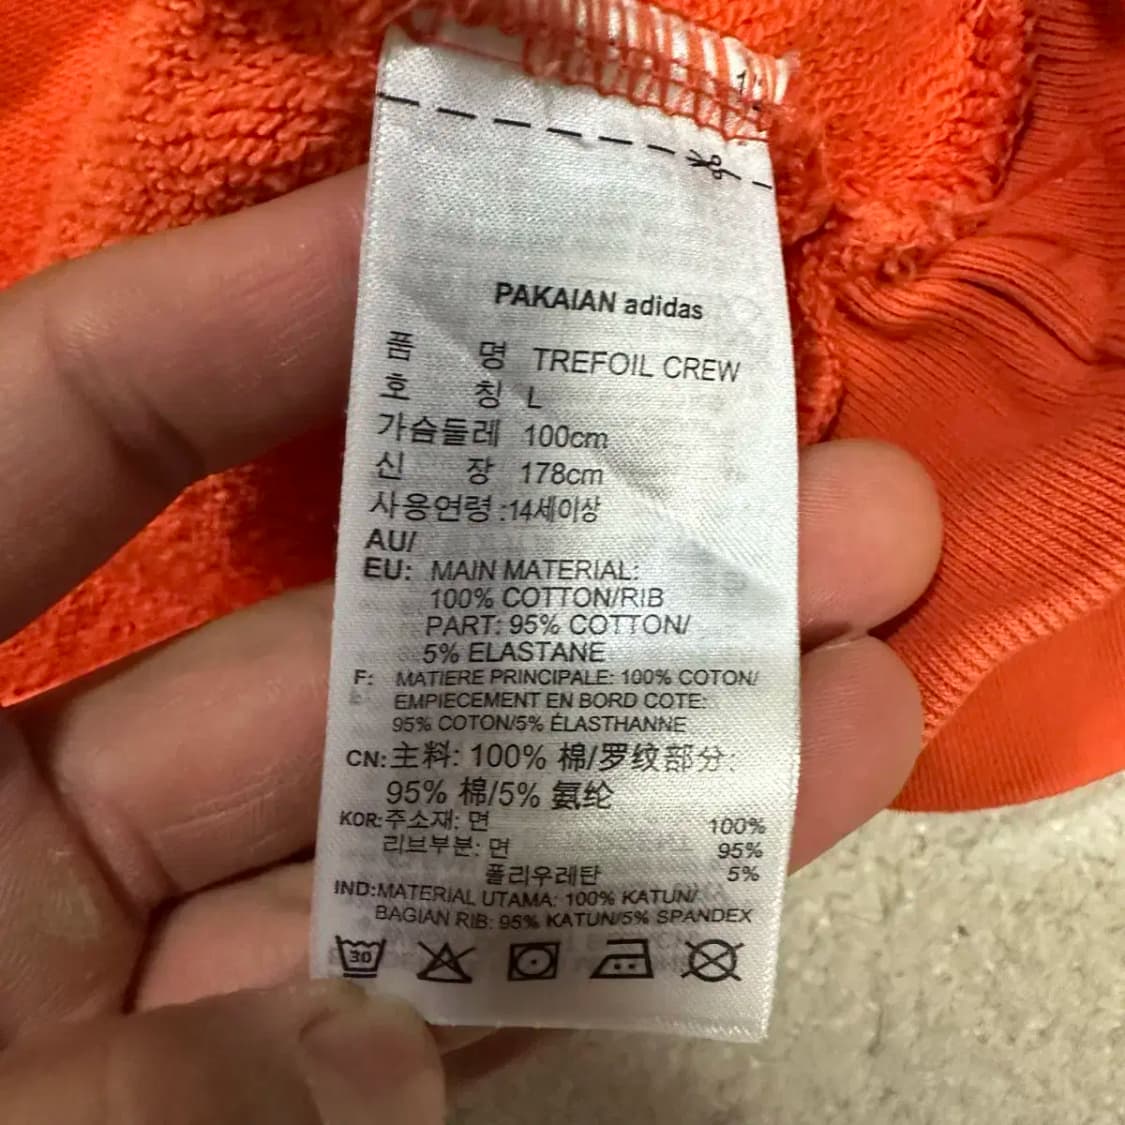 PAKAIAN adidas
품 명 TREFOIL CREW
호 칭 L
가슴둘레 100cm
신 장 178cm
사용연령:14세이상
AU/
EU: MAIN MATERIAL:
100% COTTON/RIB
PART: 95% COTTON/
5% ELASTANE
F: MATIERE PRINCIPALE: 100% COTON/
EMPIECEMENT EN BORD COTE:
95% COTON/5% ÉLASTHANNE
CN: 主料: 100% 棉/罗纹部分:
95% 棉/5% 氨纶
KOR: 주소재: 면 100%
리브부분: 면 95%
폴리우레탄 5%
IND: MATERIAL UTAMA: 100% KATUN/
BAGIAN RIB: 95% KATUN/5% SPANDEX
30